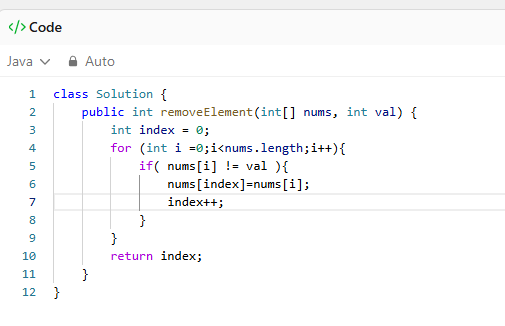 </> Code
Java Auto
1 class Solution {
2 public int removeElement(int[] nums, int val) {
3 int index = 0;
4 for (int i =0;i<nums.length;i++){
5 if( nums[i] != val ){
6 nums[index]=nums[i];
7 index++;
8 }
9 }
10 return index;
11 }
12 }